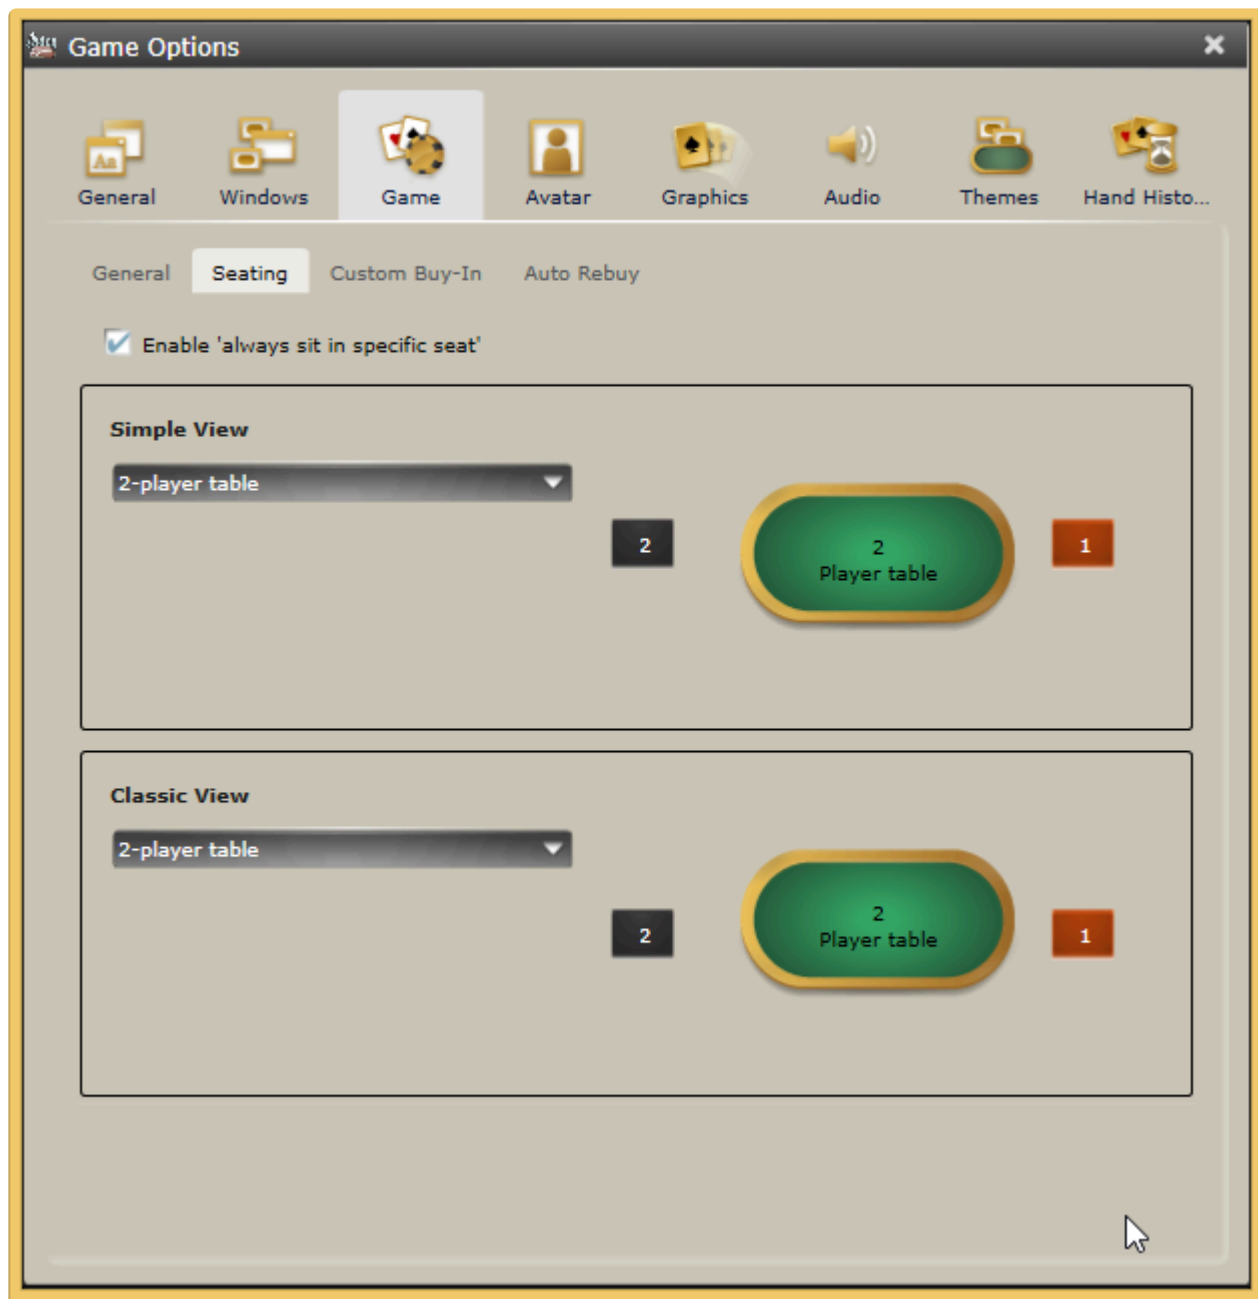 Game Options
General Windows Game Avatar Graphics Audio Themes Hand Histo...
General Seating Custom Buy-In Auto Rebuy
Enable 'always sit in specific seat'
Simple View
2-player table
2
2
Player table
1
Classic View
2-player table
2
2
Player table
1